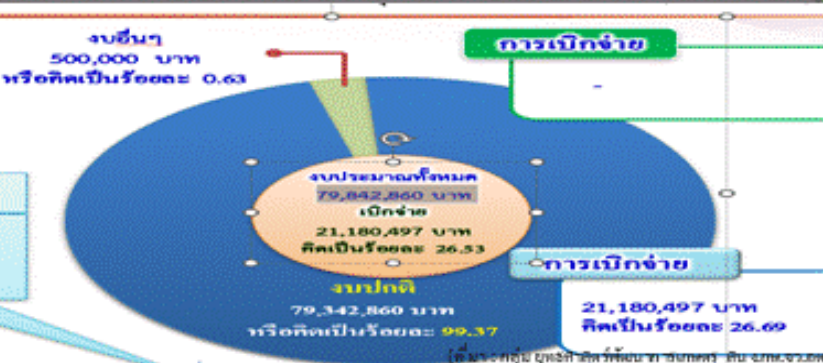 งบอื่นๆ
500,000 บาท
หรือคิดเป็นร้อยละ 0.63
การเบิกจ่าย
-
งบประมาณทั้งหมด
79,842,860 บาท
เบิกจ่าย
21,180,497 บาท
คิดเป็นร้อยละ 26.53
งบปกติ
79,342,860 บาท
หรือคิดเป็นร้อยละ 99.37
การเบิกจ่าย
21,180,497 บาท
คิดเป็นร้อยละ 26.69